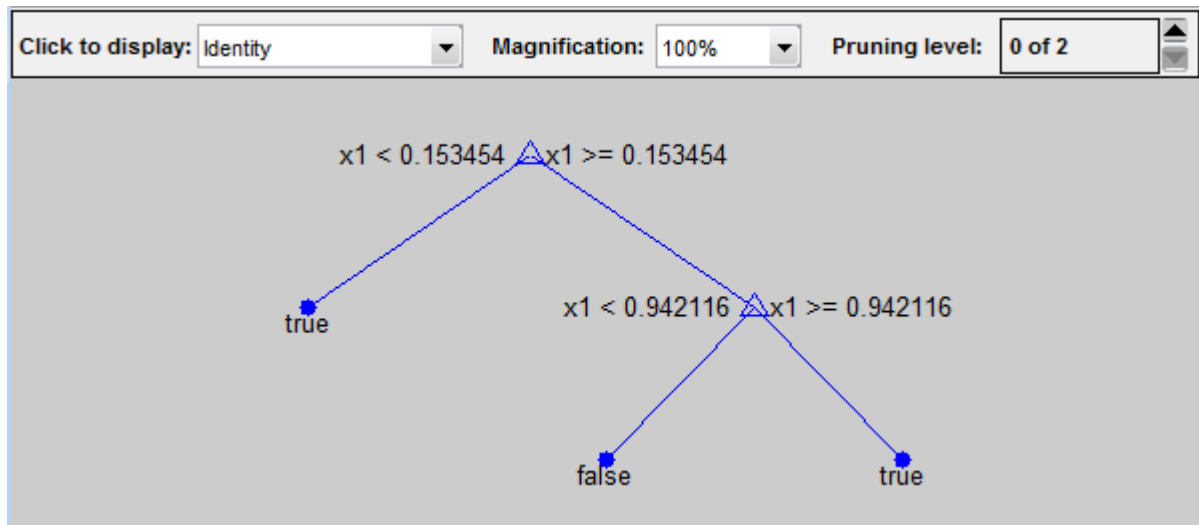 Click to display: Identity Magnification: 100% Pruning level: 0 of 2
x1 < 0.153454 x1 >= 0.153454
true
x1 < 0.942116 x1 >= 0.942116
false
true